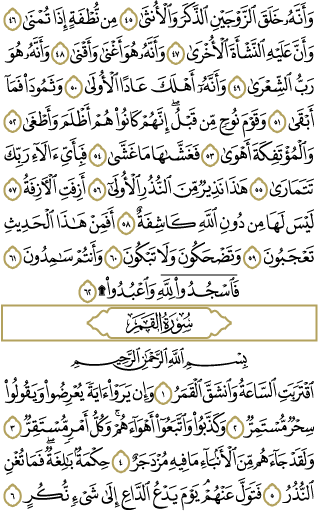 وَأَنَّهُۥ خَلَقَ ٱلزَّوْجَيْنِ ٱلذَّكَرَ وَٱلْأُنثَىٰ ٤٥ مِن نُّطْفَةٍ إِذَا تُمْنَىٰ ٤٦
وَأَنَّ عَلَيْهِ ٱلنَّشْأَةَ ٱلْأُخْرَىٰ ٤٧ وَأَنَّهُۥ هُوَ أَغْنَىٰ وَأَقْنَىٰ ٤٨ وَأَنَّهُۥ هُوَ
رَبُّ ٱلشِّعْرَىٰ ٤٩ وَأَنَّهُۥٓ أَهْلَكَ عَادًا ٱلْأُولَىٰ ٥٠ وَثَمُودَا۟ فَمَآ
أَبْقَىٰ ٥١ وَقَوْمَ نُوحٍ مِّن قَبْلُ ۖ إِنَّهُمْ كَانُوا۟ هُمْ أَظْلَمَ وَأَطْغَىٰ ٥٢
وَٱلْمُؤْتَفِكَةَ أَهْوَىٰ ٥٣ فَغَشَّىٰهَا مَا غَشَّىٰ ٥٤ فَبِأَىِّ ءَالَآءِ رَبِّكَ
تَتَمَارَىٰ ٥٥ هَٰذَا نَذِيرٌ مِّنَ ٱلنُّذُرِ ٱلْأُولَىٰٓ ٥٦ أَزِفَتِ ٱلْءَازِفَةُ ٥٧
لَيْسَ لَهَا مِن دُونِ ٱللَّهِ كَاشِفَةٌ ٥٨ أَفَمِنْ هَٰذَا ٱلْحَدِيثِ
تَعْجَبُونَ ٥٩ وَتَضْحَكُونَ وَلَا تَبْكُونَ ٦٠ وَأَنتُمْ سَٰمِدُونَ ٦١
فَٱسْجُدُوا۟ لِلَّهِ وَٱعْبُدُوا۟ ۩ ٦٢
سُورَةُ القَمَرِ
بِسْمِ ٱللَّهِ ٱلرَّحْمَٰنِ ٱلرَّحِيمِ
ٱقْتَرَبَتِ ٱلسَّاعَةُ وَٱنشَقَّ ٱلْقَمَرُ ١ وَإِن يَرَوْا۟ ءَايَةً يُعْرِضُوا۟ وَيَقُولُوا۟
سِحْرٌ مُّسْتَمِرٌّ ٢ وَكَذَّبُوا۟ وَٱتَّبَعُوٓا۟ أَهْوَآءَهُمْ ۚ وَكُلُّ أَمْرٍ مُّسْتَقِرٌّ ٣
وَلَقَدْ جَآءَهُم مِّنَ ٱلْأَنۢبَآءِ مَا فِيهِ مُزْدَجَرٌ ٤ حِكْمَةٌۢ بَٰلِغَةٌ ۖ فَمَا تُغْنِ
ٱلنُّذُرُ ٥ فَتَوَلَّ عَنْهُمْ ۘ يَوْمَ يَدْعُ ٱلدَّاعِ إِلَىٰ شَىْءٍ نُّكُرٍ ٦